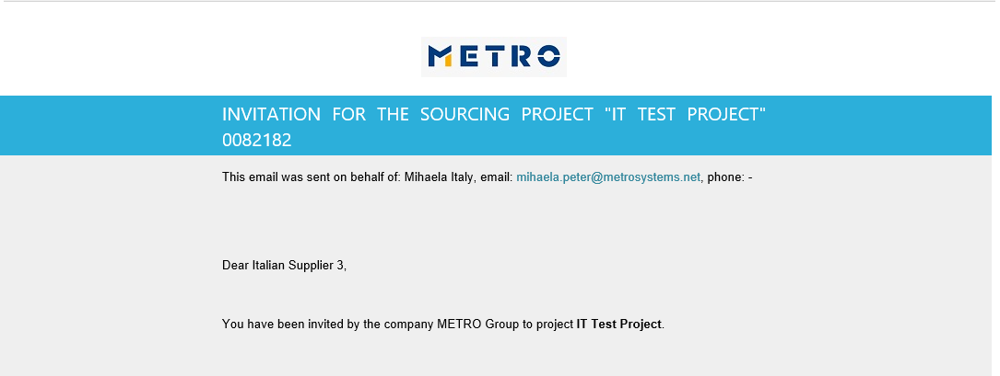 METRO
INVITATION FOR THE SOURCING PROJECT "IT TEST PROJECT"
0082182
This email was sent on behalf of: Mihaela Italy, email: mihaela.peter@metrosystems.net, phone: -
Dear Italian Supplier 3,
You have been invited by the company METRO Group to project IT Test Project.